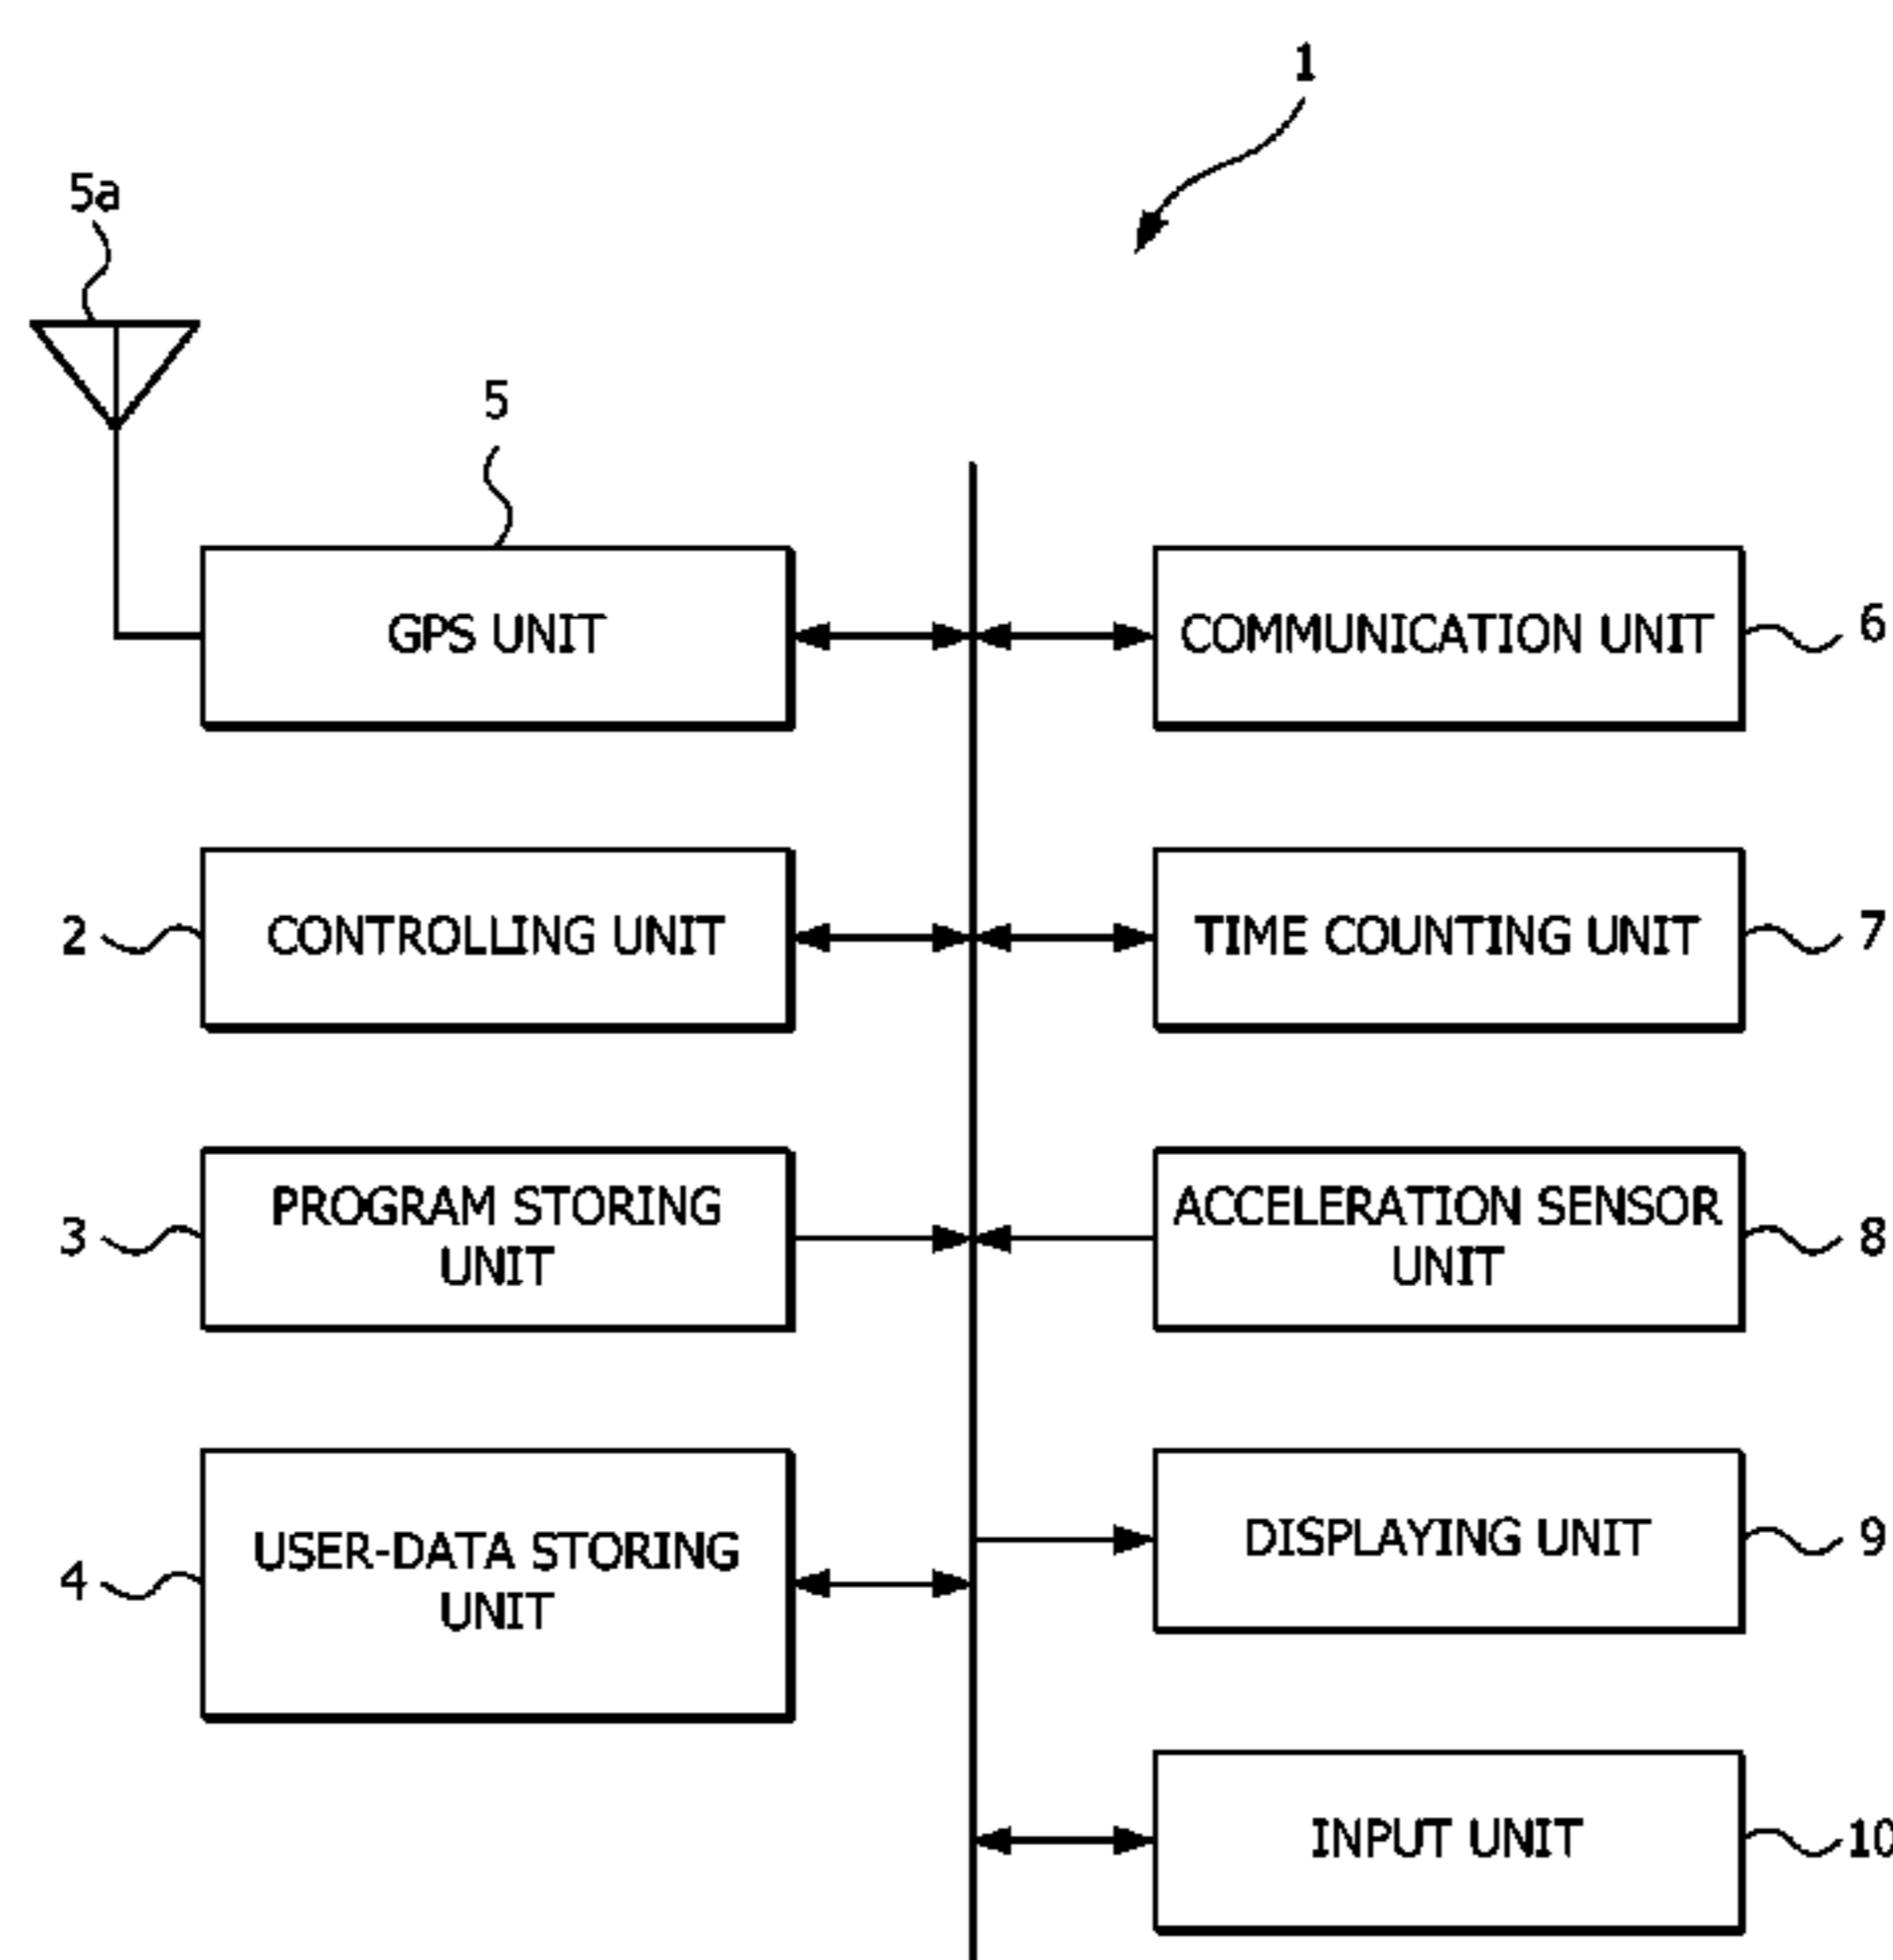 1
5a
5
GPS UNIT
COMMUNICATION UNIT
6
2
CONTROLLING UNIT
TIME COUNTING UNIT
7
3
PROGRAM STORING
UNIT
ACCELERATION SENSOR
UNIT
8
4
USER-DATA STORING
UNIT
DISPLAYING UNIT
9
INPUT UNIT
10